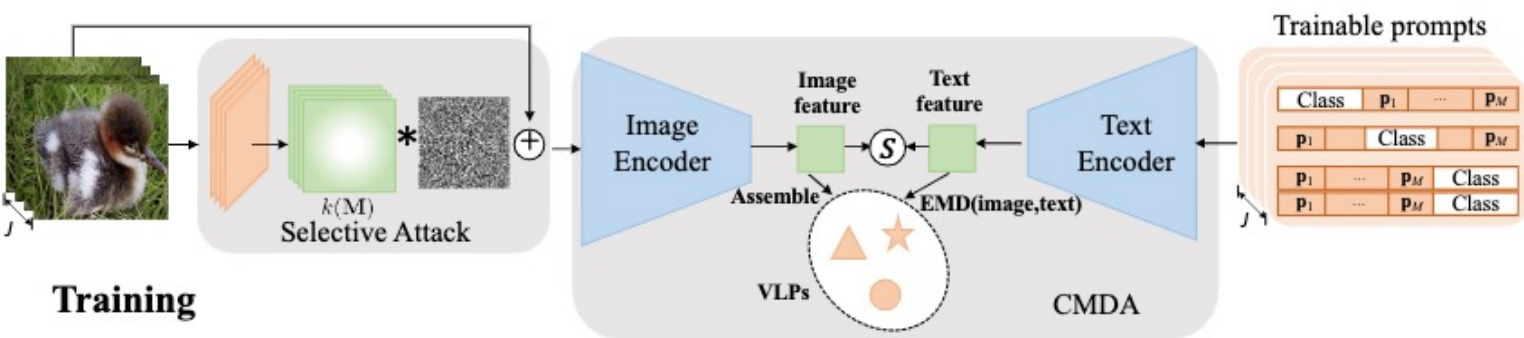 Trainable prompts
Class p1 ... pM
p1 Class pM
p1 ... pM Class
p1 ... pM Class
J
k(M)
Selective Attack
*
+
Image Encoder
Image feature
S
Text feature
Text Encoder
Assemble
EMD(image,text)
VLPs
CMDA
J
Training